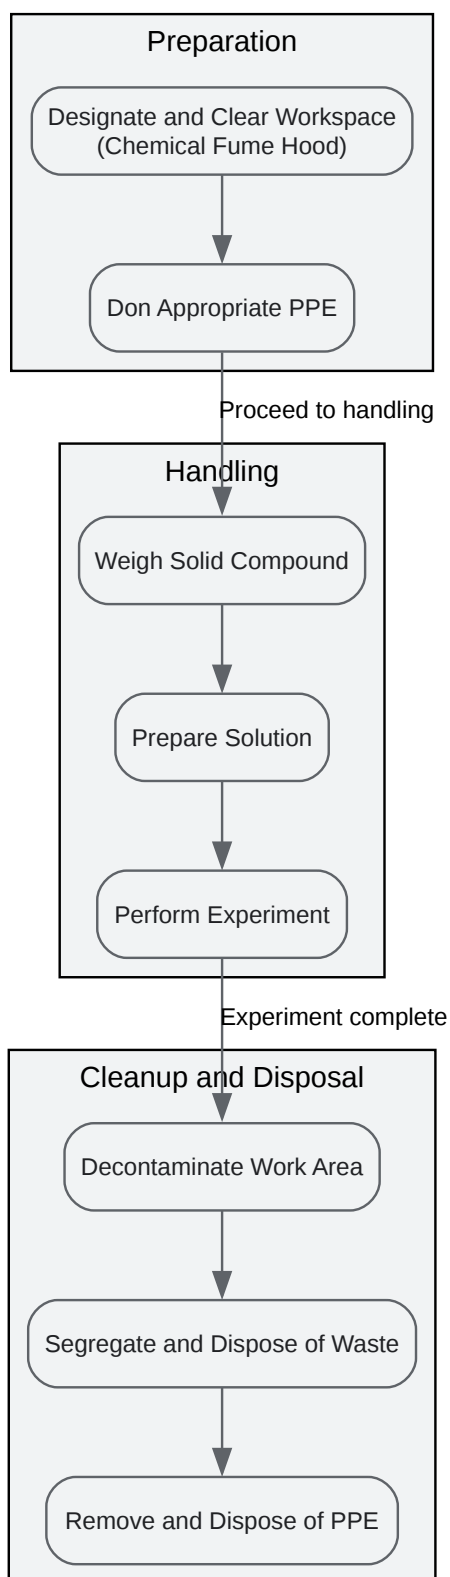 Preparation
Designate and Clear Workspace
(Chemical Fume Hood)
Don Appropriate PPE
Proceed to handling
Handling
Weigh Solid Compound
Prepare Solution
Perform Experiment
Experiment complete
Cleanup and Disposal
Decontaminate Work Area
Segregate and Dispose of Waste
Remove and Dispose of PPE